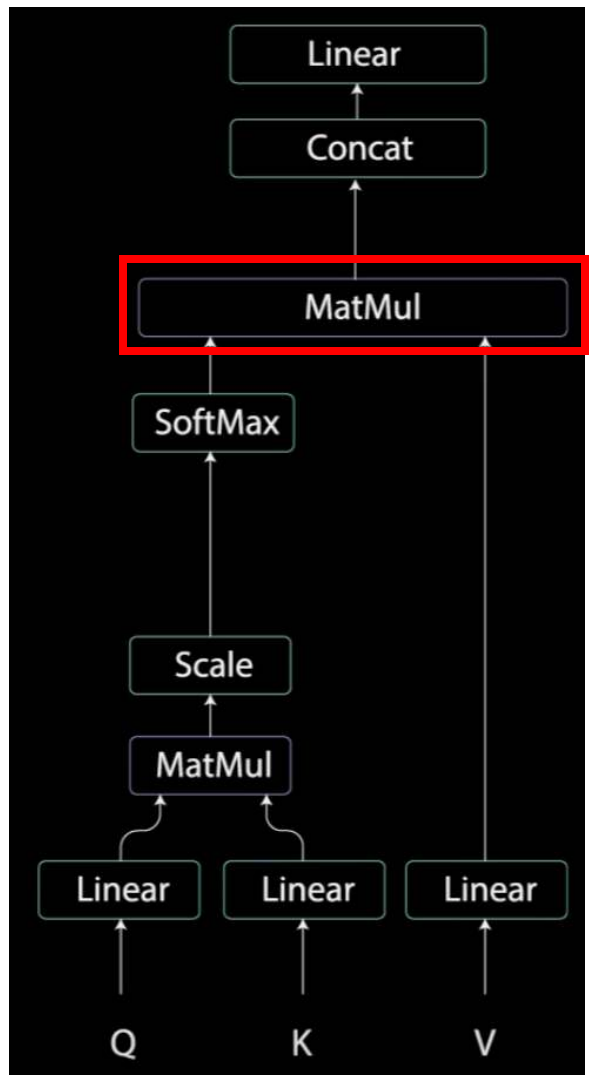 Linear
Concat
MatMul
SoftMax
Scale
MatMul
Linear Linear Linear
Q K V